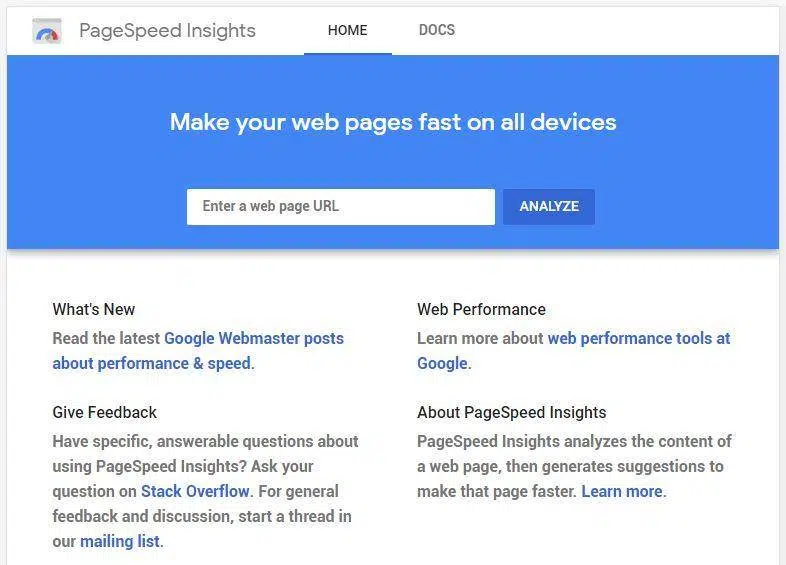 PageSpeed Insights
HOME
DOCS
Make your web pages fast on all devices
Enter a web page URL
ANALYZE
What's New
Read the latest Google Webmaster posts
about performance & speed.
Web Performance
Learn more about web performance tools at
Google.
Give Feedback
Have specific, answerable questions about
using PageSpeed Insights? Ask your
question on Stack Overflow. For general
feedback and discussion, start a thread in
our mailing list.
About PageSpeed Insights
PageSpeed Insights analyzes the content of
a web page, then generates suggestions to
make that page faster. Learn more.